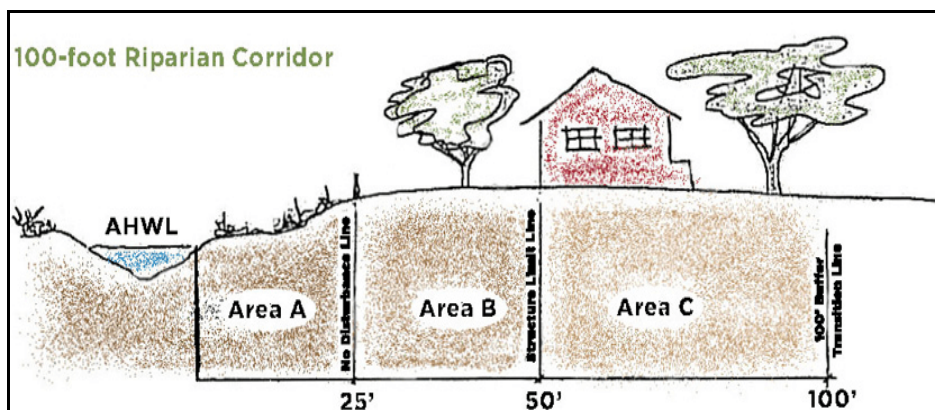 100-foot Riparian Corridor
AHWL
Area A
No Disturbance Line
Area B
Structure Limit Line
Area C
100' Buffer
Transition Line
25'
50'
100'